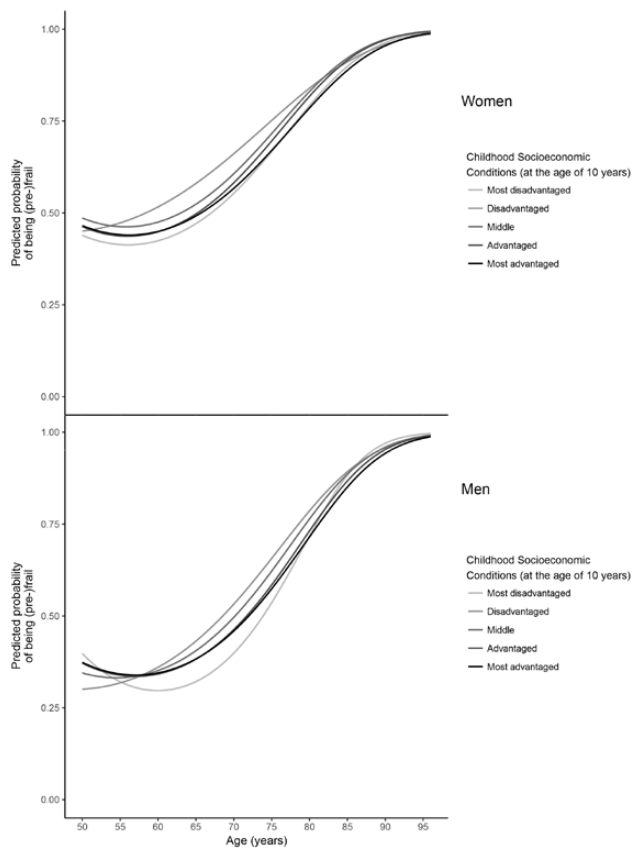 1.00
0.75
0.50
0.25
0.00
Predicted probability
of being (pre-)frail
Women
Childhood Socioeconomic
Conditions (at the age of 10 years)
Most disadvantaged
Disadvantaged
Middle
Advantaged
Most advantaged
1.00
0.75
0.50
0.25
0.00
Predicted probability
of being (pre-)frail
Men
Childhood Socioeconomic
Conditions (at the age of 10 years)
Most disadvantaged
Disadvantaged
Middle
Advantaged
Most advantaged
50 55 60 65 70 75 80 85 90 95
Age (years)